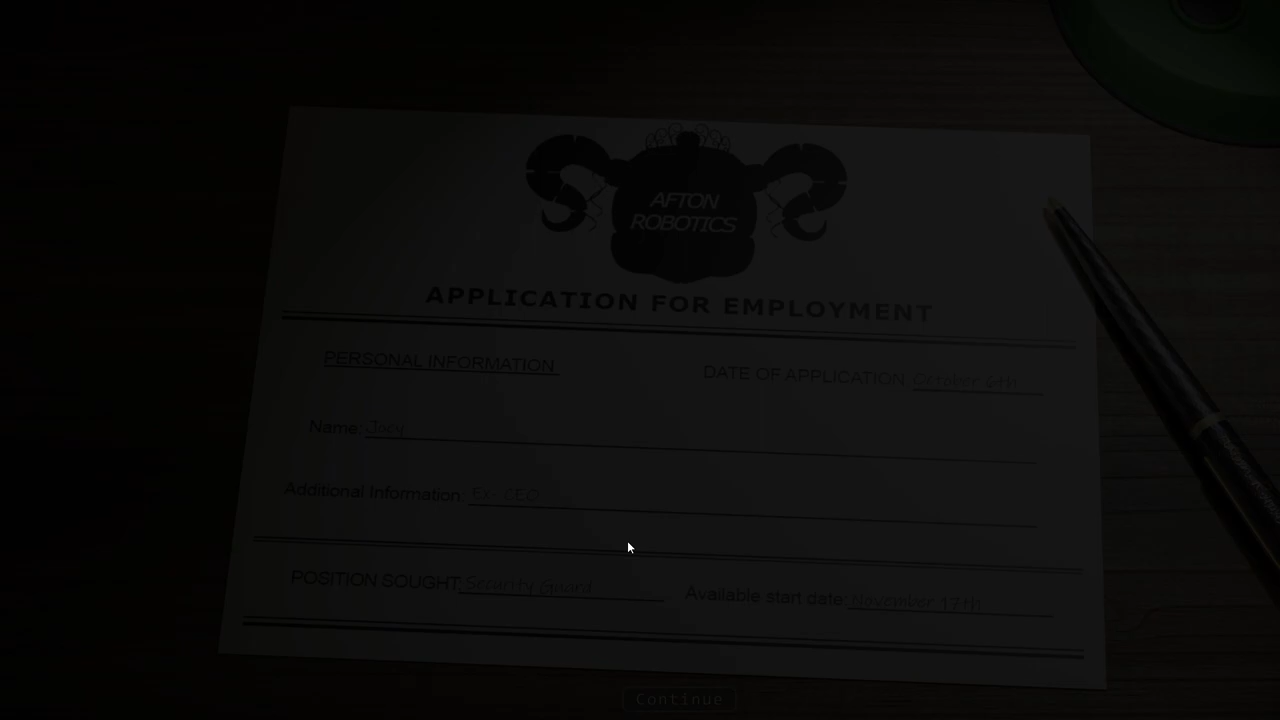 AFTON
ROBOTICS
APPLICATION FOR EMPLOYMENT
PERSONAL INFORMATION
DATE OF APPLICATION October 6th
Name: Joey
Additional Information: Ex-CEO
POSITION SOUGHT Security Guard
Available start date: November 17th
Continue